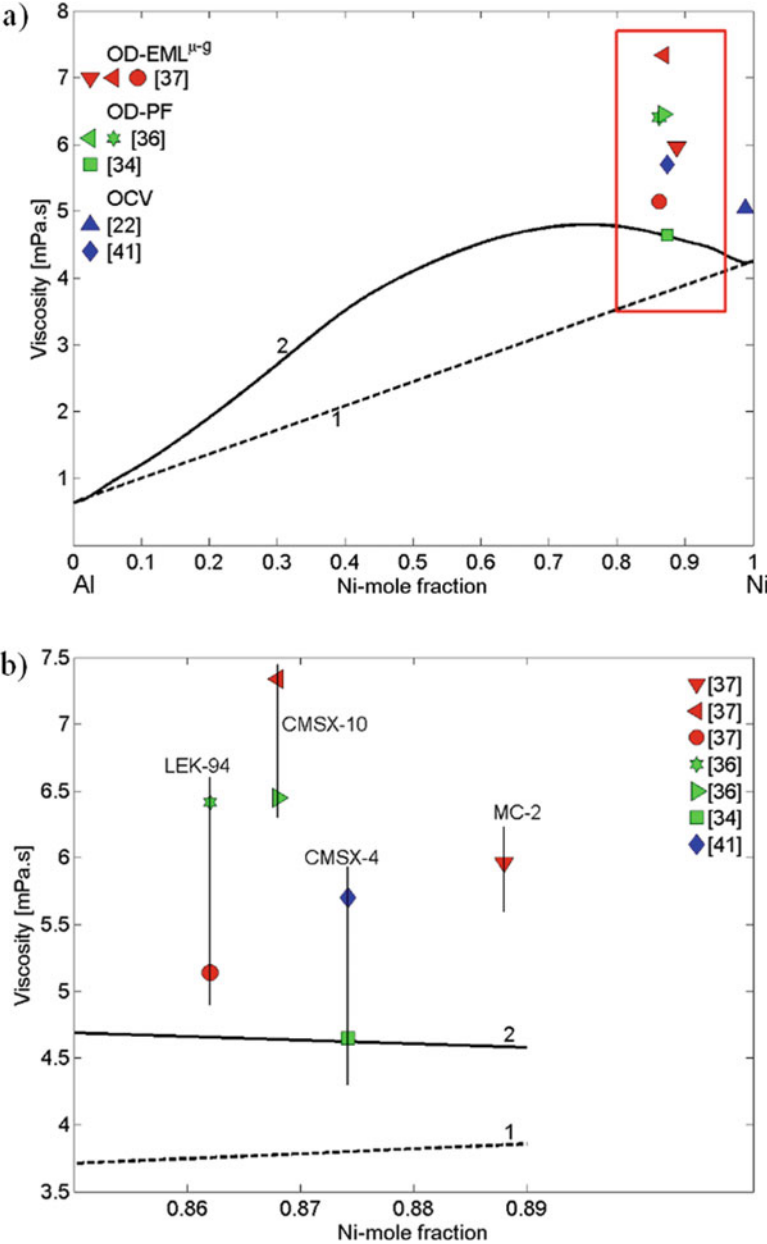 a)
8
7
6
5
4
3
2
1
Viscosity [mPa.s]
OD-EML^μ-g
[37]
OD-PF
[36]
[34]
OCV
[22]
[41]
2
1
0 0.1 0.2 0.3 0.4 0.5 0.6 0.7 0.8 0.9 1
Al Ni-mole fraction Ni
b)
7.5
7
6.5
6
5.5
5
4.5
4
3.5
Viscosity [mPa.s]
[37]
[37]
[37]
[36]
[36]
[34]
[41]
CMSX-10
LEK-94
MC-2
CMSX-4
2
1
0.86 0.87 0.88 0.89
Ni-mole fraction